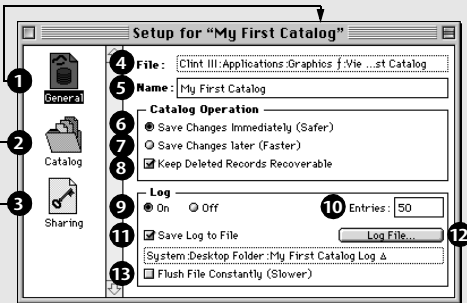 Setup for “My First Catalog”
1
General
2
Catalog
3
Sharing
4 File: Clint III:Applications:Graphics ƒ:Vie ...st Catalog
5 Name: My First Catalog
Catalog Operation
6 Save Changes Immediately (Safer)
7 Save Changes later (Faster)
8 Keep Deleted Records Recoverable
Log
9 On Off 10 Entries: 50
11 Save Log to File Log File... 12
System:Desktop Folder:My First Catalog Log ∆
13 Flush File Constantly (Slower)